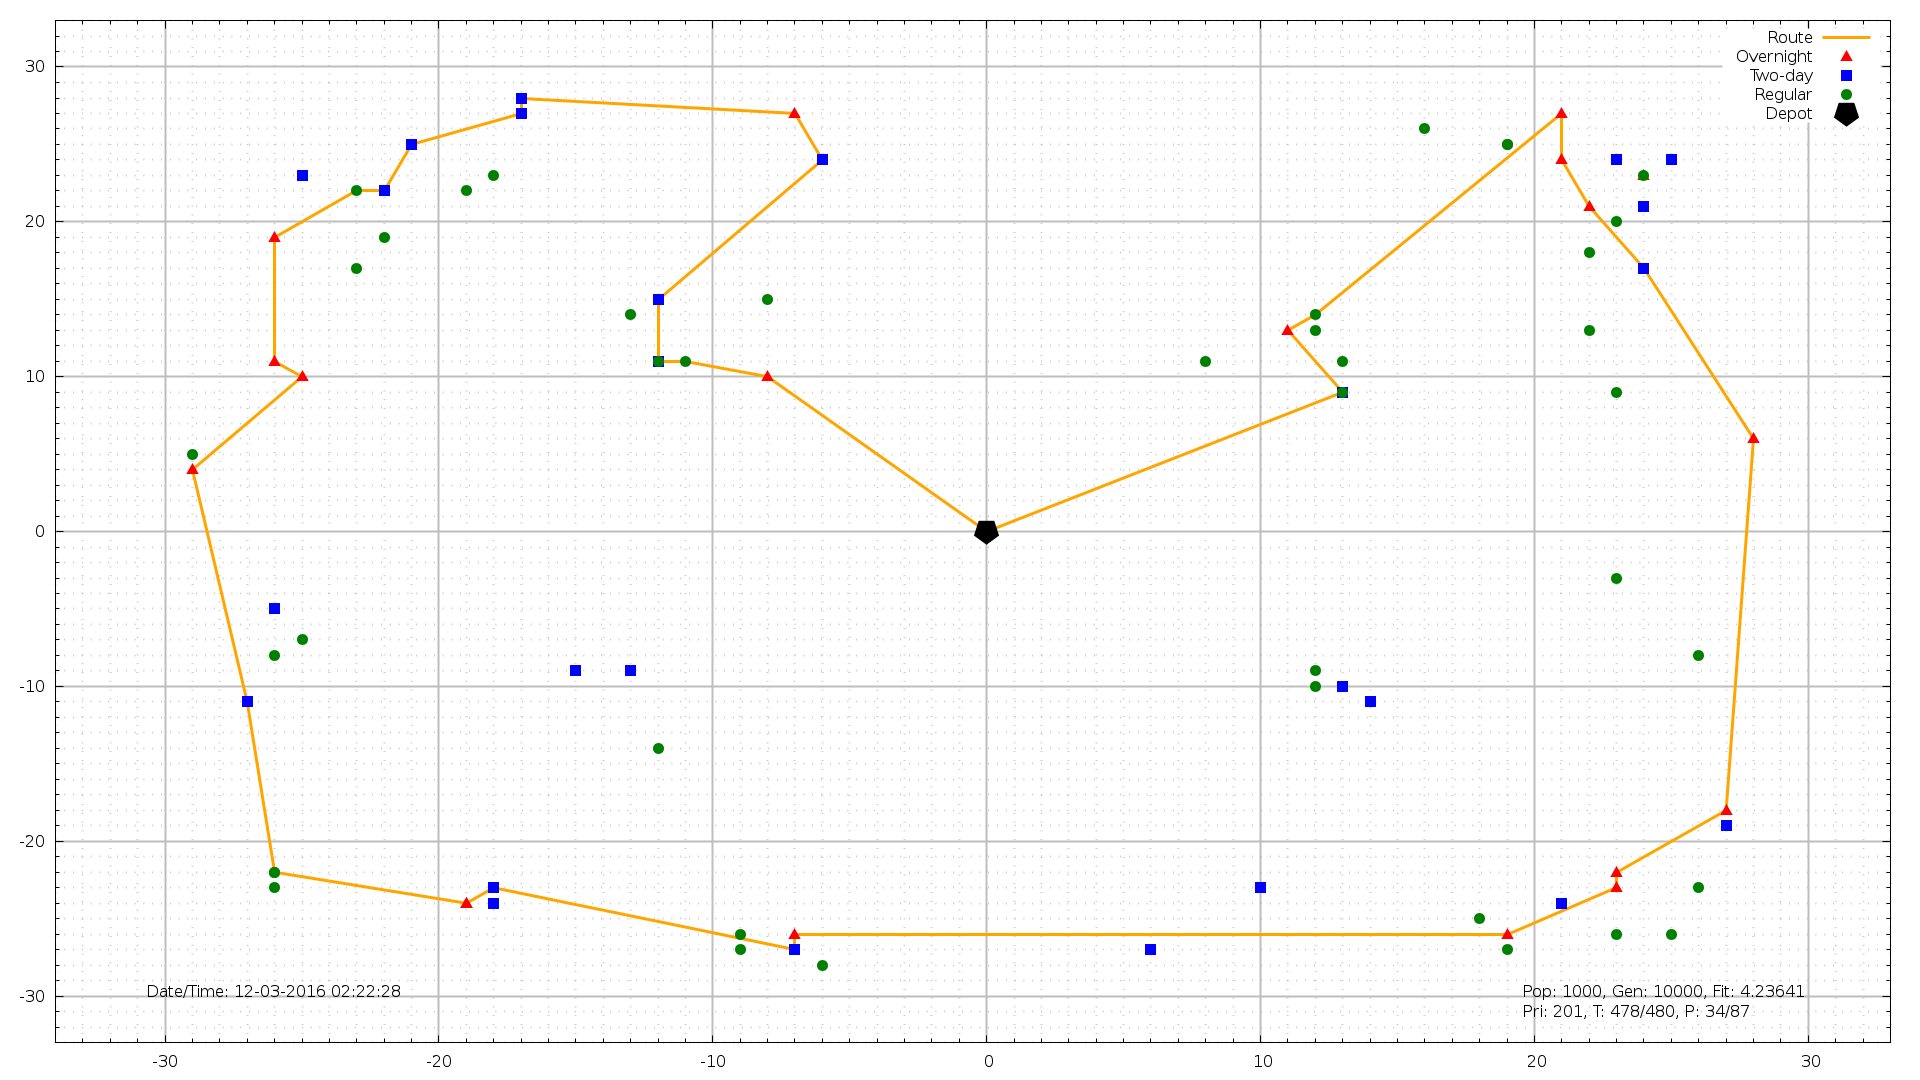 Route
Overnight
Two-day
Regular
Depot
30
20
10
0
-10
-20
-30
Date/Time: 12-03-2016 02:22:28
Pop: 1000, Gen: 10000, Fit: 4.23641
Pri: 201, T: 478/480, P: 34/87
-30 -20 -10 0 10 20 30